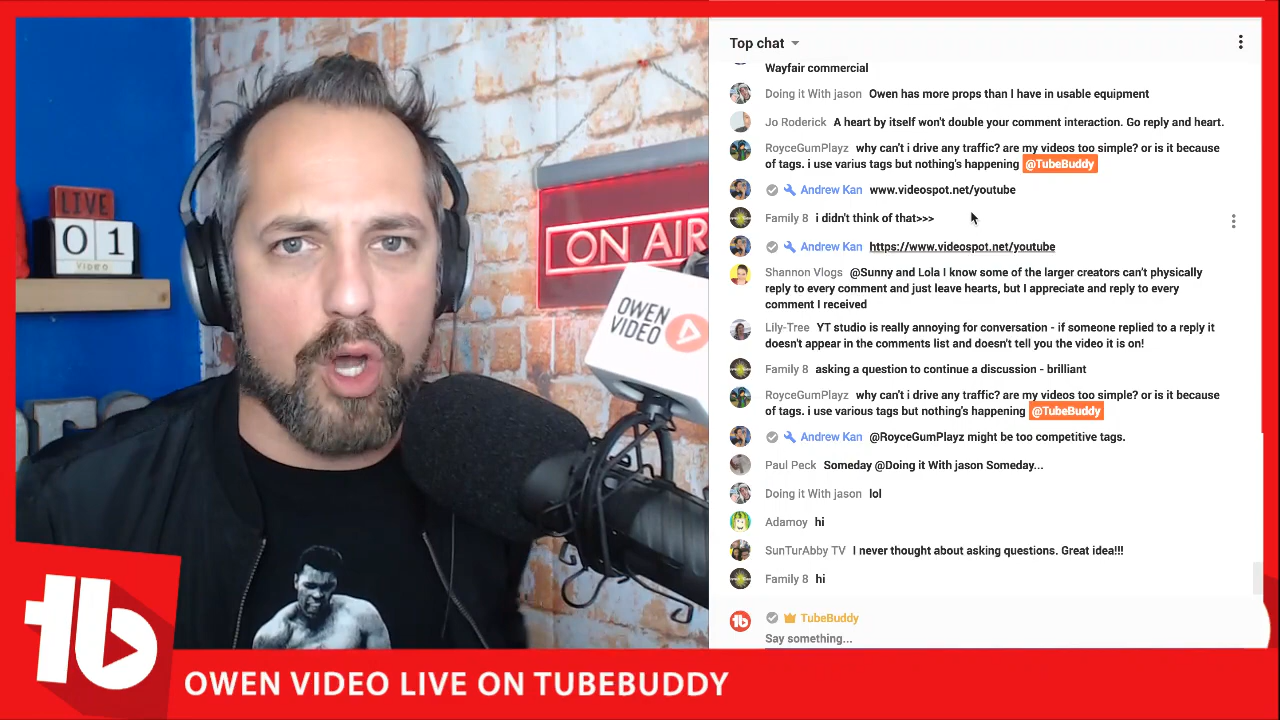 LIVE
01
VIDEO
ON AIR
OWEN
VIDEO
tb
OWEN VIDEO LIVE ON TUBEBUDDY
Top chat
Wayfair commercial
Doing it With jason Owen has more props than I have in usable equipment
Jo Roderick A heart by itself won't double your comment interaction. Go reply and heart.
RoyceGumPlayz why can't i drive any traffic? are my videos too simple? or is it because
of tags. i use varius tags but nothing's happening @TubeBuddy
Andrew Kan www.videospot.net/youtube
Family 8 i didn't think of that>>>
Andrew Kan https://www.videospot.net/youtube
Shannon Vlogs @Sunny and Lola I know some of the larger creators can't physically
reply to every comment and just leave hearts, but I appreciate and reply to every
comment I received
Lily-Tree YT studio is really annoying for conversation - if someone replied to a reply it
doesn't appear in the comments list and doesn't tell you the video it is on!
Family 8 asking a question to continue a discussion - brilliant
RoyceGumPlayz why can't i drive any traffic? are my videos too simple? or is it because
of tags. i use various tags but nothing's happening @TubeBuddy
Andrew Kan @RoyceGumPlayz might be too competitive tags.
Paul Peck Someday @Doing it With jason Someday...
Doing it With jason lol
Adamoy hi
SunTurAbby TV I never thought about asking questions. Great idea!!!
Family 8 hi
TubeBuddy
Say something...